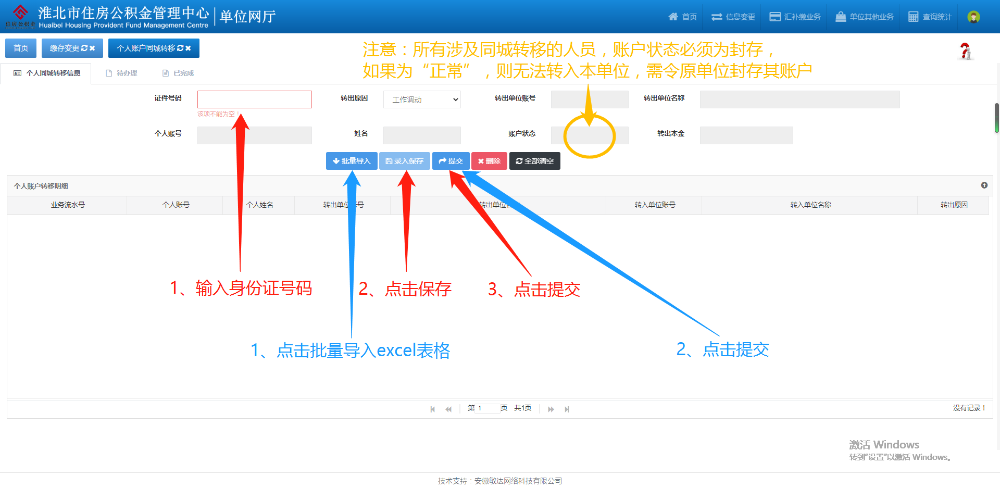 淮北市住房公积金管理中心 单位网厅
住房公积金 Huaibei Housing Provident Fund Management Centre
首页 信息变更 汇补缴业务 单位其他业务 查询统计
首页 缴存变更 个人账户同城转移
注意：所有涉及同城转移的人员，账户状态必须为封存，
如果为“正常”，则无法转入本单位，需令原单位封存其账户
个人同城转移信息 待办理 已完成
证件号码 转出原因 工作调动 转出单位账号 转出单位名称
该项不能为空！
个人账号 姓名 账户状态 转出本金
批量导入 录入保存 提交 删除 全部清空
个人账户转移明细
业务流水号 个人账号 个人姓名 转出单位账号 转出单位名称 转入单位账号 转入单位名称 转出原因
1、输入身份证号码 2、点击保存 3、点击提交
1、点击批量导入excel表格 2、点击提交
第 1 页 共1页 没有记录！
激活 Windows
转到"设置"以激活 Windows。
技术支持：安徽敏达网络科技有限公司